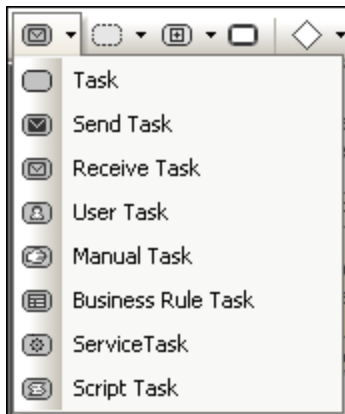 Task
Send Task
Receive Task
User Task
Manual Task
Business Rule Task
ServiceTask
Script Task